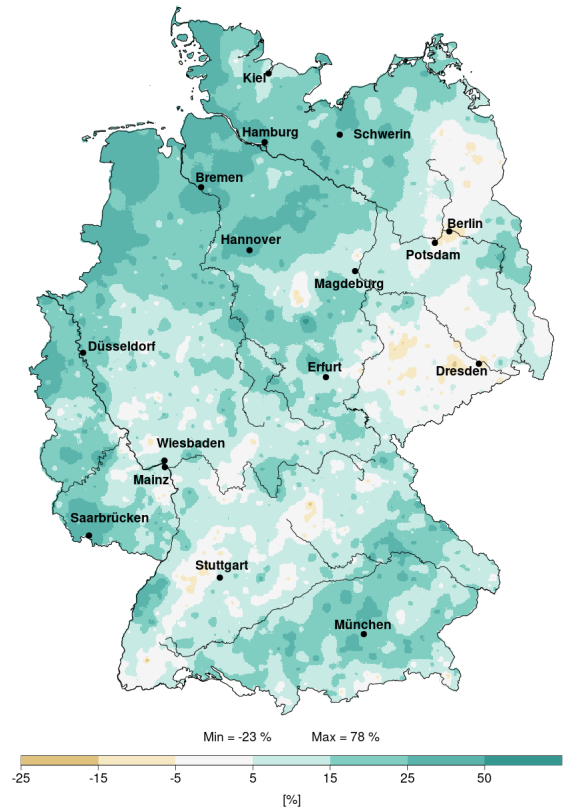 Kiel
Hamburg
Schwerin
Bremen
Berlin
Hannover
Potsdam
Magdeburg
Düsseldorf
Erfurt
Dresden
Wiesbaden
Mainz
Saarbrücken
Stuttgart
München
Min = -23 % Max = 78 %
-25 -15 -5 5 15 25 50
[%]